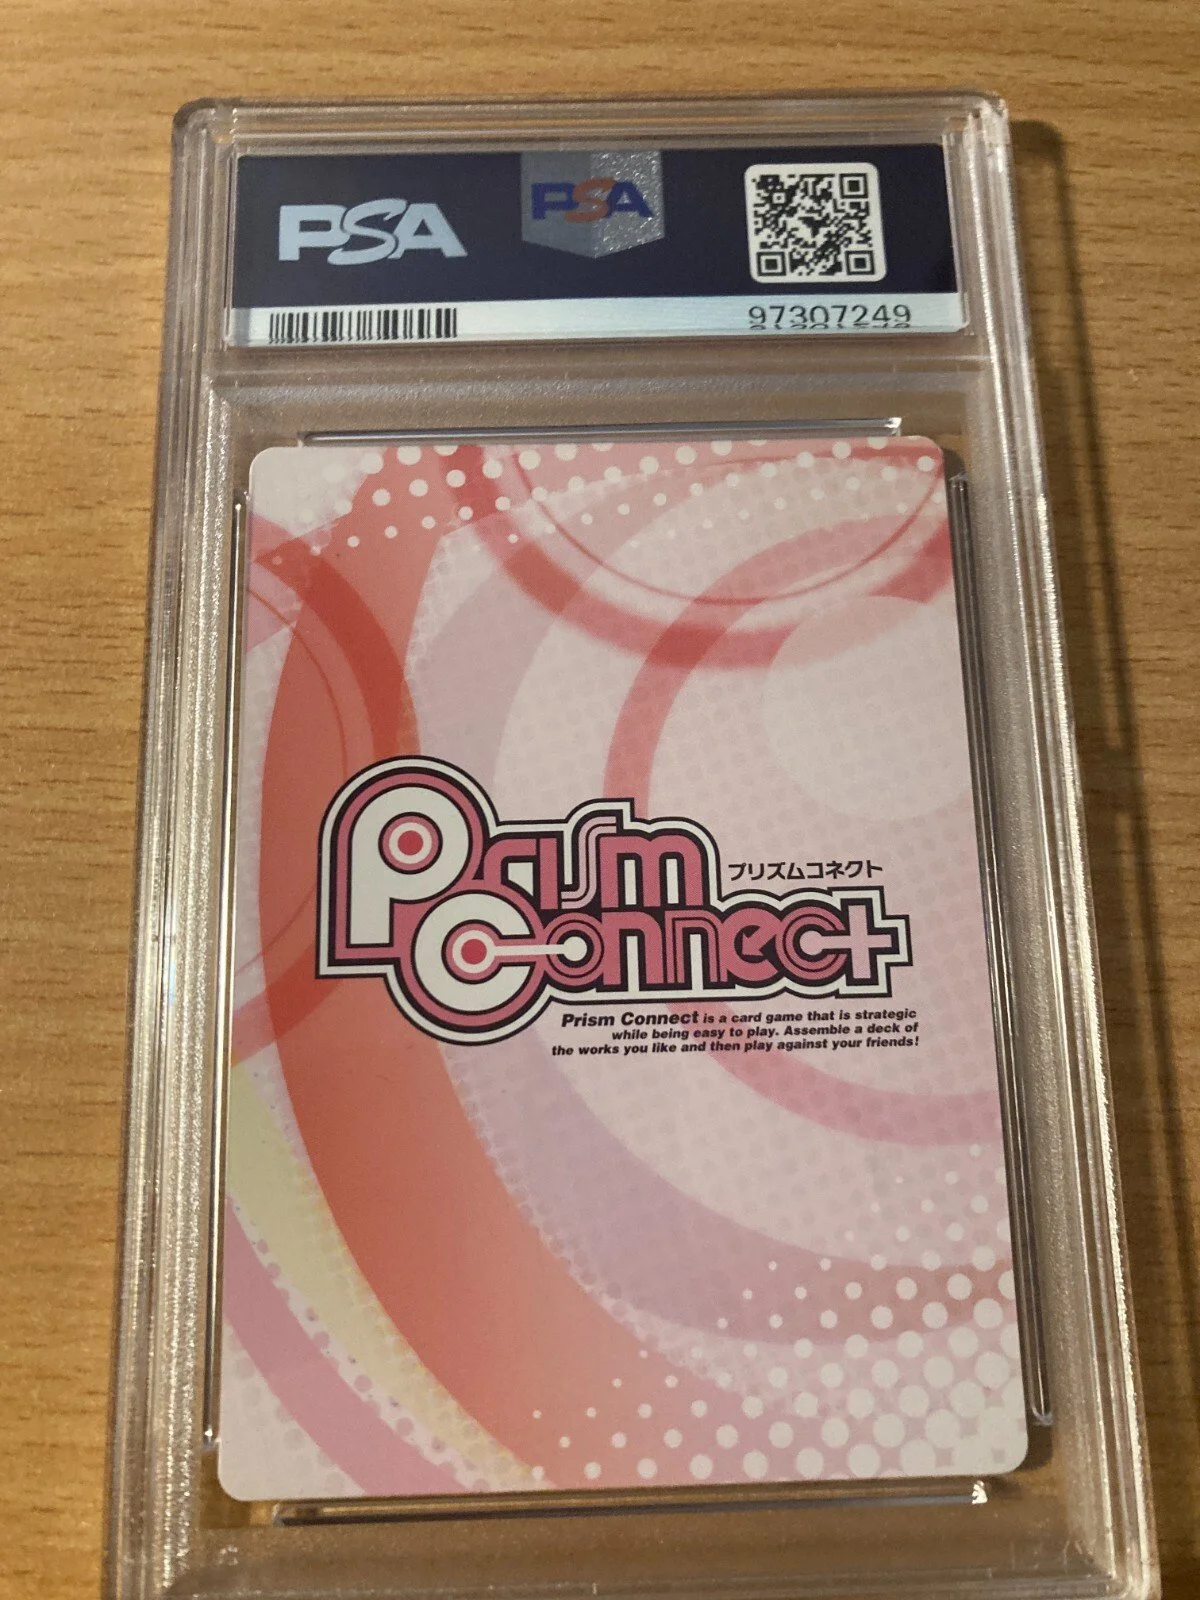 PSA
PSA
97307249
Prism
プリズムコネクト
Connect
Prism Connect is a card game that is strategic
while being easy to play. Assemble a deck of
the works you like and then play against your friends!